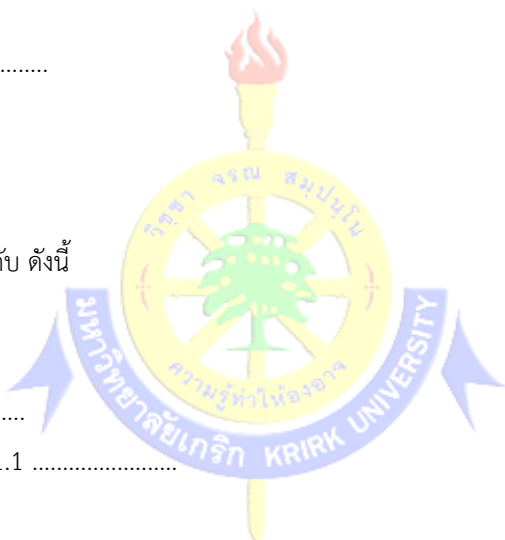 ........
วิชฺชา จรณ สมฺปนฺโน
ดังนี้
ความรู้ทำให้องอาจ
มหาวิทยาลัยเกริก KRIRK UNIVERSITY
....
.1 ........................